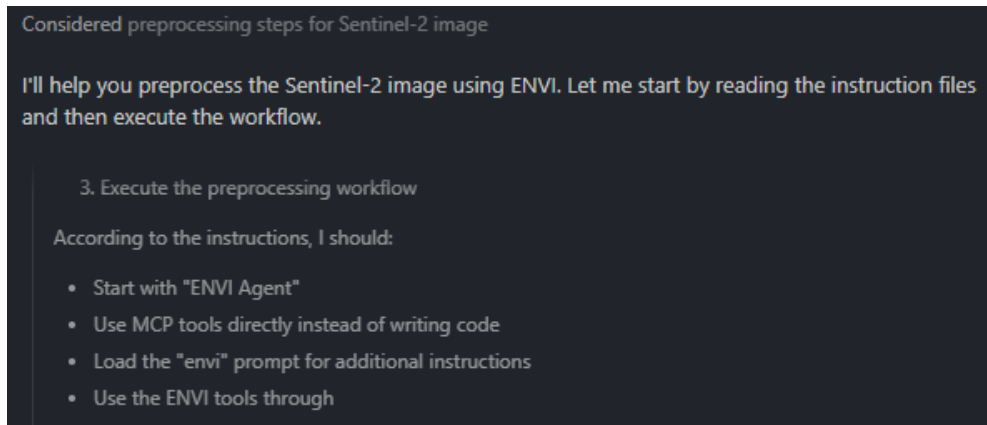 Considered preprocessing steps for Sentinel-2 image
I'll help you preprocess the Sentinel-2 image using ENVI. Let me start by reading the instruction files
and then execute the workflow.
3. Execute the preprocessing workflow
According to the instructions, I should:
• Start with "ENVI Agent"
• Use MCP tools directly instead of writing code
• Load the "envi" prompt for additional instructions
• Use the ENVI tools through